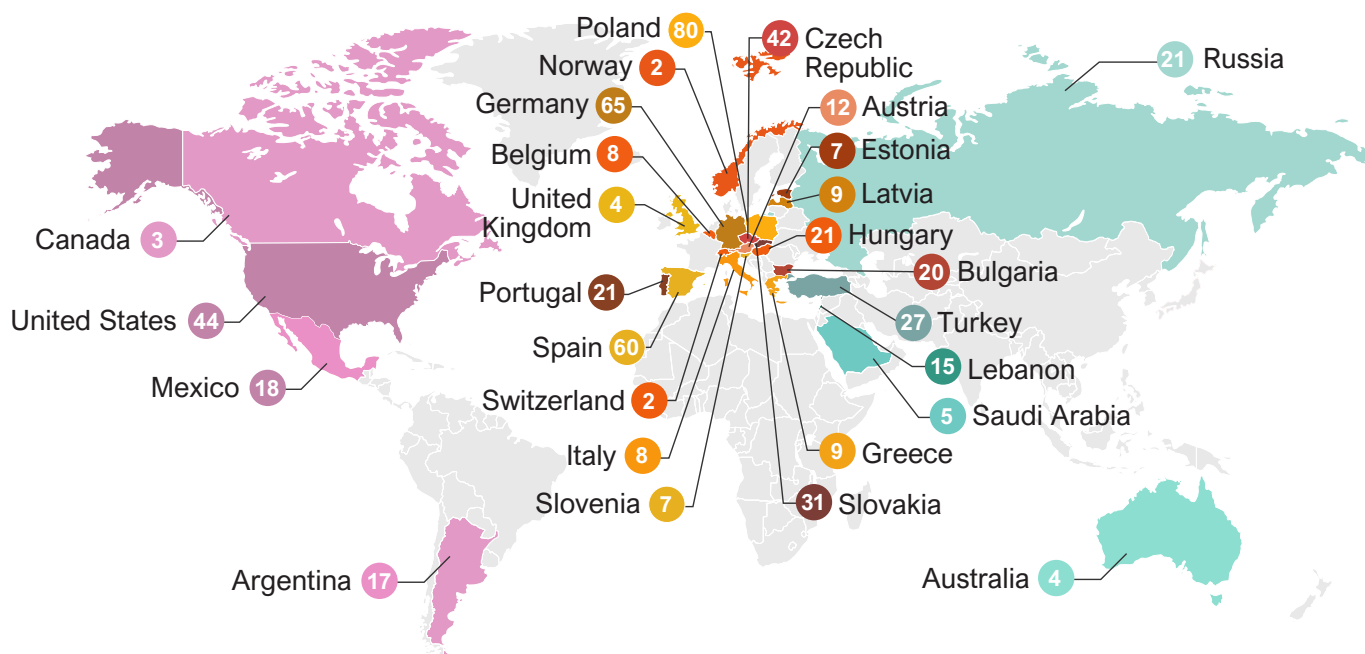 Poland 80
Norway 2
Germany 65
Belgium 8
United
Kingdom 4
Canada 3
United States 44
Mexico 18
Portugal 21
Spain 60
Switzerland 2
Italy 8
Slovenia 7
Argentina 17
42 Czech
Republic
12 Austria
7 Estonia
9 Latvia
21 Hungary
20 Bulgaria
27 Turkey
15 Lebanon
5 Saudi Arabia
9 Greece
31 Slovakia
21 Russia
Australia 4